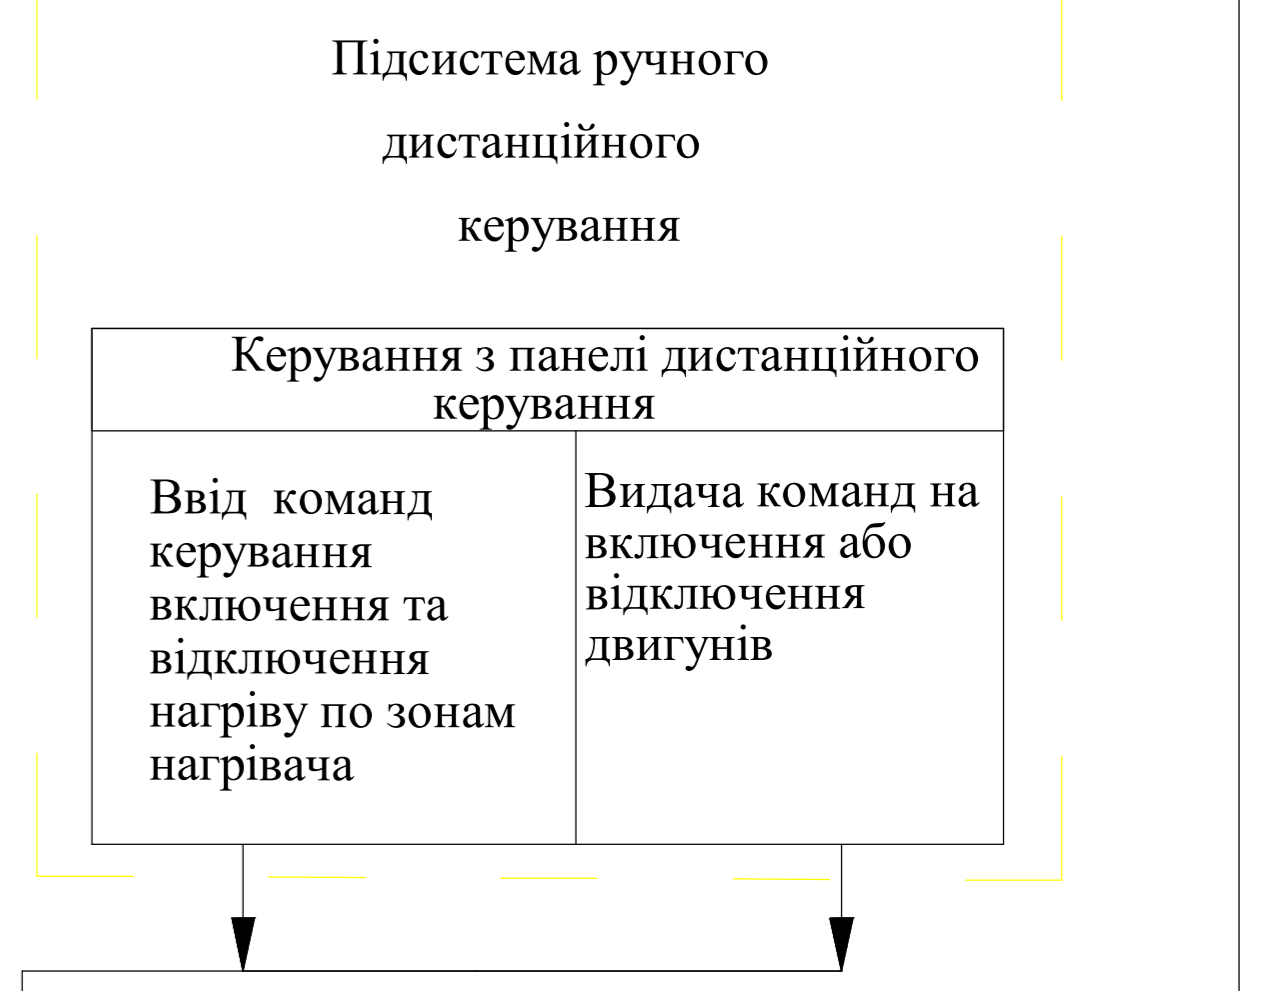 Підсистема ручного
дистанційного
керування
Керування з панелі дистанційного
керування
Ввід команд
керування
включення та
відключення
нагріву по зонам
нагрівача
Видача команд на
включення або
відключення
двигунів